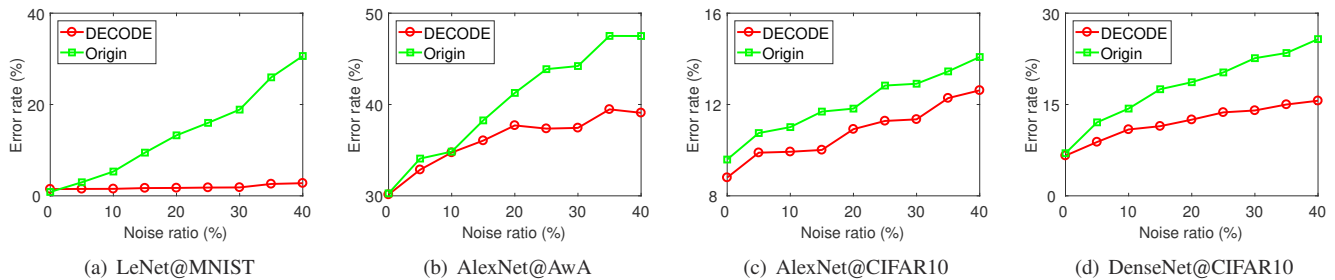 DECODE
Origin
Error rate (%)
40
20
0
0 10 20 30 40
Noise ratio (%)
(a) LeNet@MNIST
DECODE
Origin
Error rate (%)
50
40
30
0 10 20 30 40
Noise ratio (%)
(b) AlexNet@AwA
DECODE
Origin
Error rate (%)
16
12
8
0 10 20 30 40
Noise ratio (%)
(c) AlexNet@CIFAR10
DECODE
Origin
Error rate (%)
30
15
0
0 10 20 30 40
Noise ratio (%)
(d) DenseNet@CIFAR10